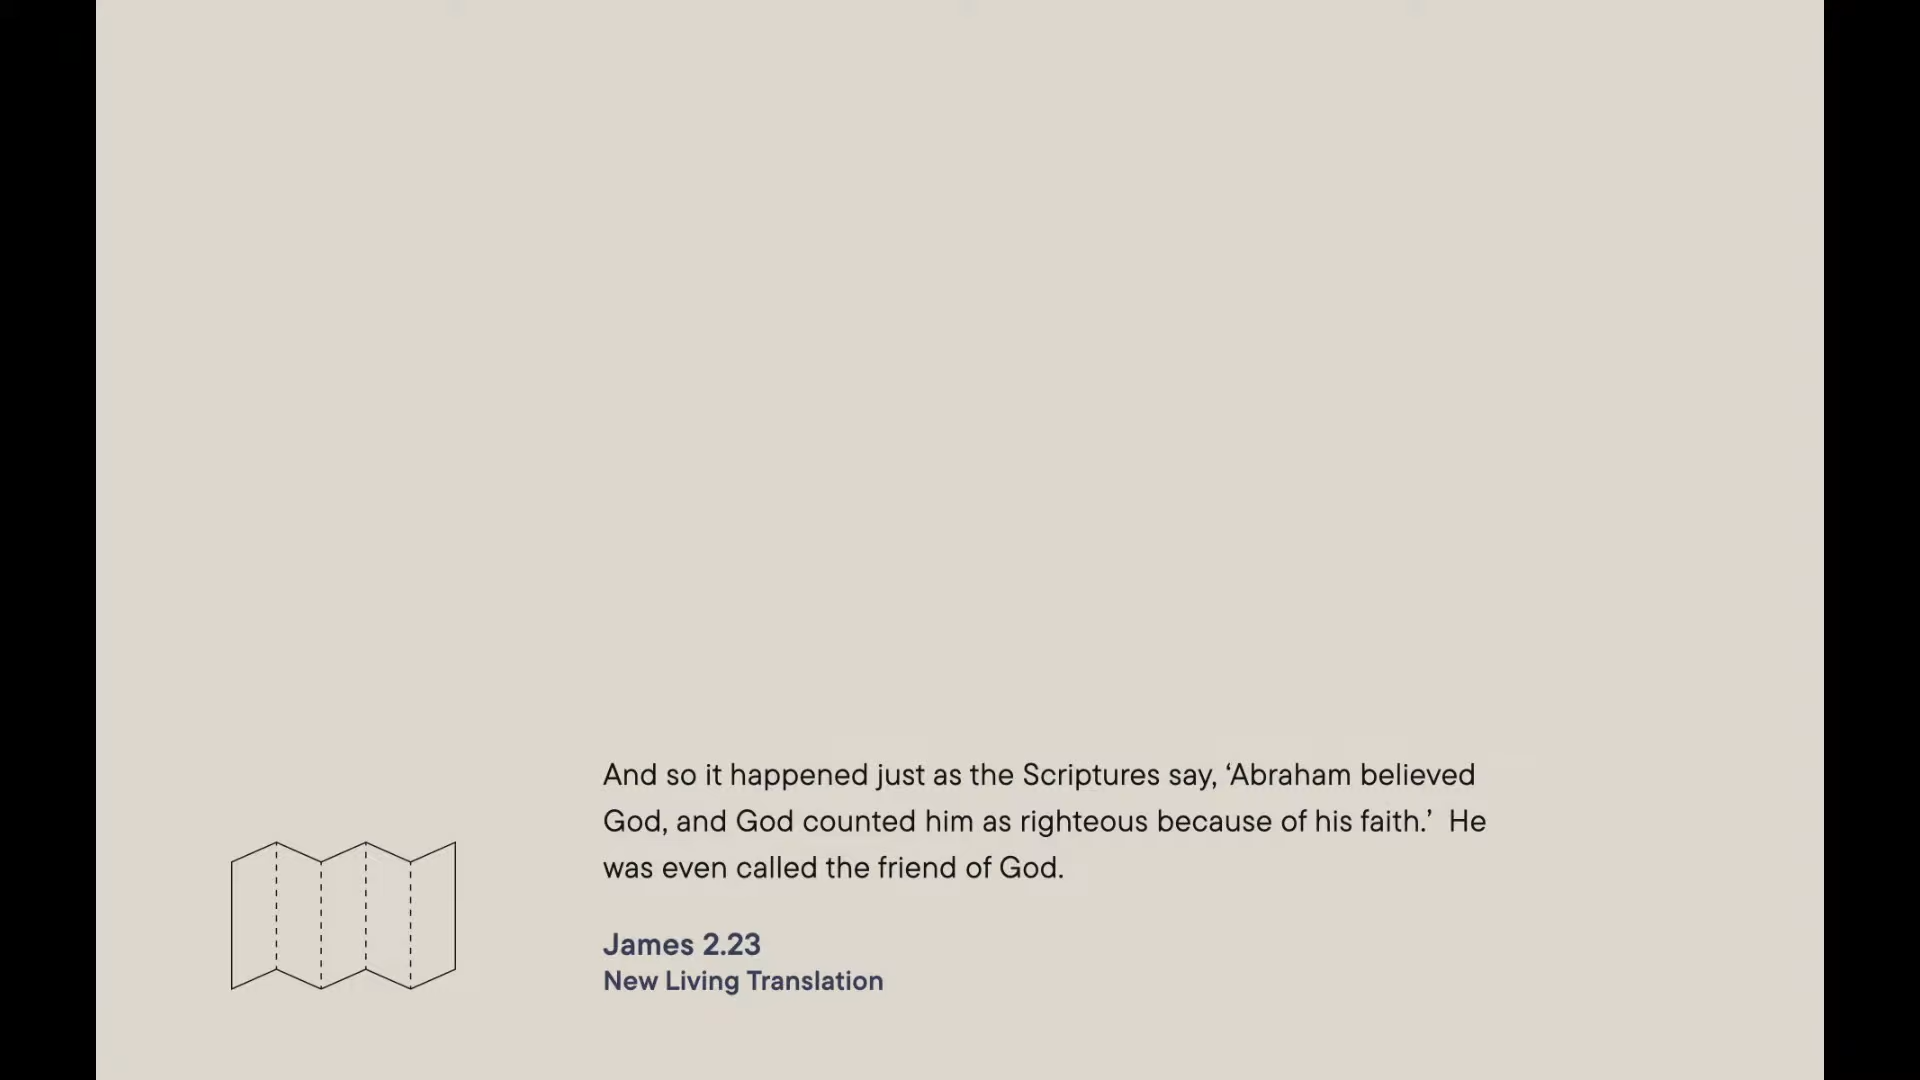 And so it happened just as the Scriptures say, ‘Abraham believed
God, and God counted him as righteous because of his faith.’  He
was even called the friend of God.
James 2.23
New Living Translation